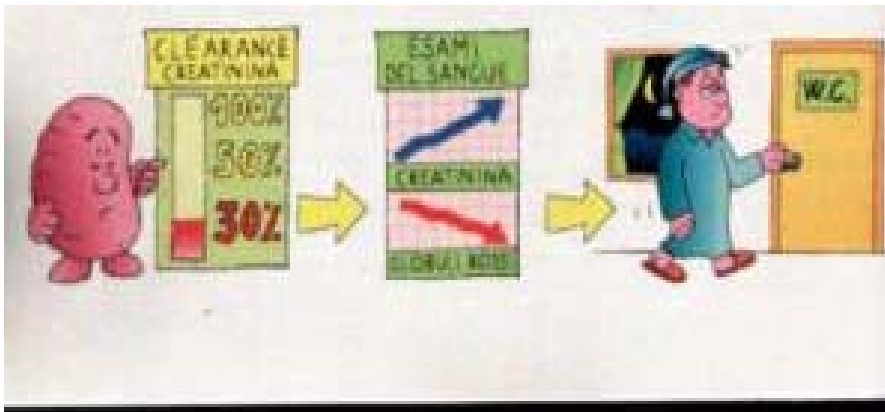 CLEARANCE
CREATININA
100%
50%
30%
ESAMI
DEL SANGUE
CREATININA
GLOBULI ROSSI
W.C.